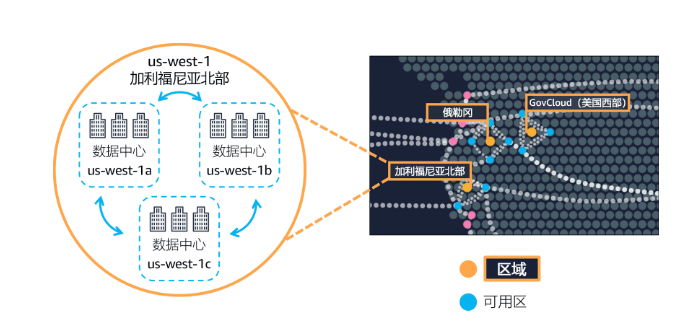 us-west-1
加利福尼亚北部
数据中心
us-west-1a
数据中心
us-west-1b
数据中心
us-west-1c
GovCloud（美国西部）
俄勒冈
加利福尼亚北部
区域
可用区